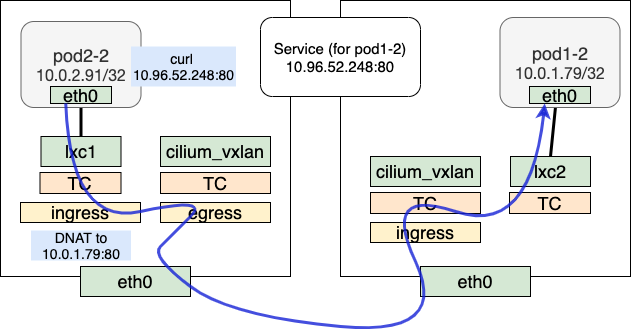 pod2-2
10.0.2.91/32
eth0
curl
10.96.52.248:80
Service (for pod1-2)
10.96.52.248:80
pod1-2
10.0.1.79/32
eth0
lxc1
cilium_vxlan
TC
TC
ingress
egress
DNAT to
10.0.1.79:80
eth0
cilium_vxlan
lxc2
TC
TC
ingress
eth0